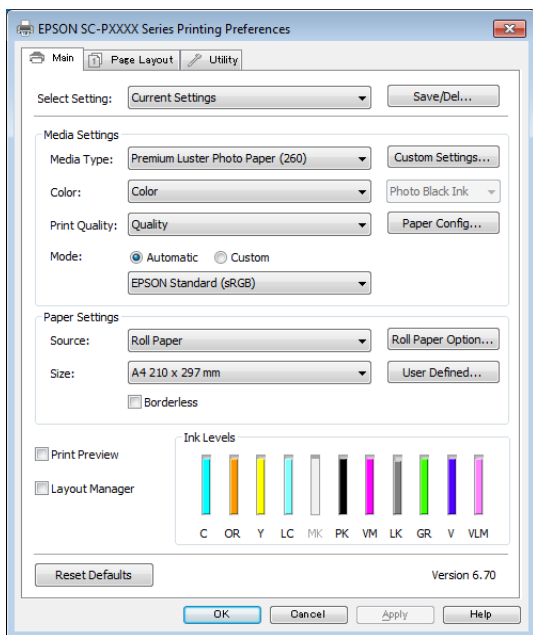 EPSON SC-PXXXX Series Printing Preferences
Main
Page Layout
Utility
Select Setting: Current Settings Save/Del...
Media Settings
Media Type: Premium Luster Photo Paper (260) Custom Settings...
Color: Color Photo Black Ink
Print Quality: Quality Paper Config...
Mode: Automatic Custom
EPSON Standard (sRGB)
Paper Settings
Source: Roll Paper Roll Paper Option...
Size: A4 210 x 297 mm User Defined...
Borderless
Print Preview
Layout Manager
Ink Levels
C OR Y LC MK PK VM LK GR V VLM
Reset Defaults Version 6.70
OK Cancel Apply Help